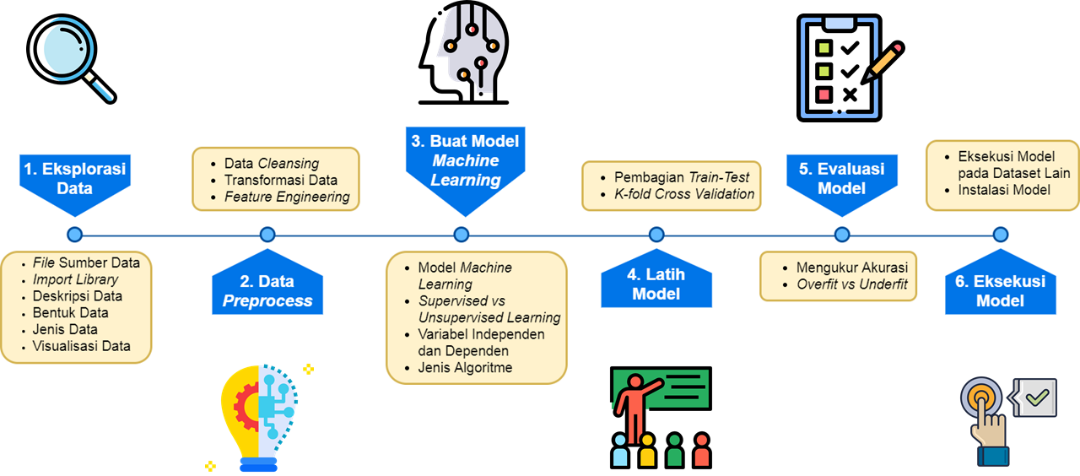 1. Eksplorasi
Data
File Sumber Data
Import Library
Deskripsi Data
Bentuk Data
Jenis Data
Visualisasi Data
Data Cleansing
Transformasi Data
Feature Engineering
2. Data
Preprocess
3. Buat Model
Machine
Learning
Model Machine
Learning
Supervised vs
Unsupervised Learning
Variabel Independen
dan Dependen
Jenis Algoritme
Pembagian Train-Test
K-fold Cross Validation
4. Latih
Model
5. Evaluasi
Model
Mengukur Akurasi
Overfit vs Underfit
Eksekusi Model
pada Dataset Lain
Instalasi Model
6. Eksekusi
Model